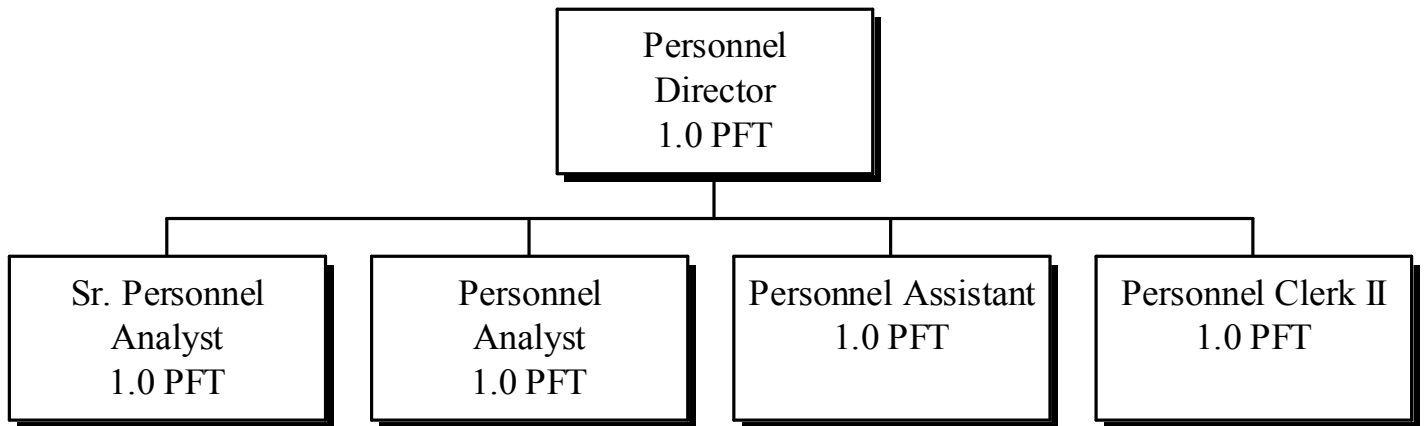 Personnel
Director
1.0 PFT
Sr. Personnel
Analyst
1.0 PFT
Personnel
Analyst
1.0 PFT
Personnel Assistant
1.0 PFT
Personnel Clerk II
1.0 PFT